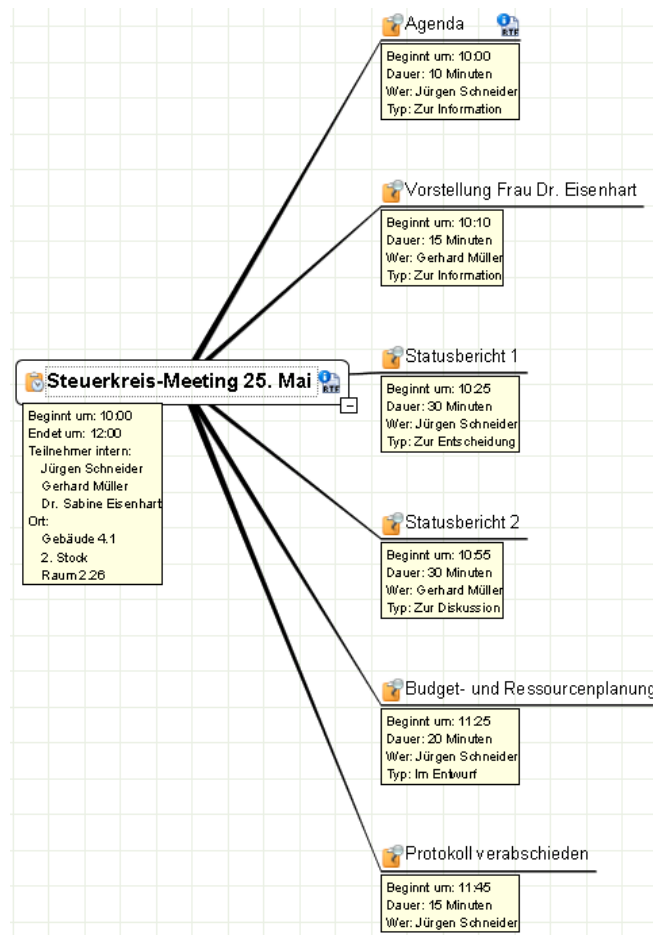 Agenda
RTF
Beginnt um: 10:00
Dauer: 10 Minuten
Wer: Jürgen Schneider
Typ: Zur Information
Vorstellung Frau Dr. Eisenhart
Beginnt um: 10:10
Dauer: 15 Minuten
Wer: Gerhard Müller
Typ: Zur Information
Steuerkreis-Meeting 25. Mai
RTF
Beginnt um: 10:00
Endet um: 12:00
Teilnehmer intern:
Jürgen Schneider
Gerhard Müller
Dr. Sabine Eisenhart
Ort:
Gebäude 4.1
2. Stock
Raum 2.26
Statusbericht 1
Beginnt um: 10:25
Dauer: 30 Minuten
Wer: Jürgen Schneider
Typ: Zur Entscheidung
Statusbericht 2
Beginnt um: 10:55
Dauer: 30 Minuten
Wer: Gerhard Müller
Typ: Zur Diskussion
Budget- und Ressourcenplanung
Beginnt um: 11:25
Dauer: 20 Minuten
Wer: Jürgen Schneider
Typ: Im Entwurf
Protokoll verabschieden
Beginnt um: 11:45
Dauer: 15 Minuten
Wer: Jürgen Schneider